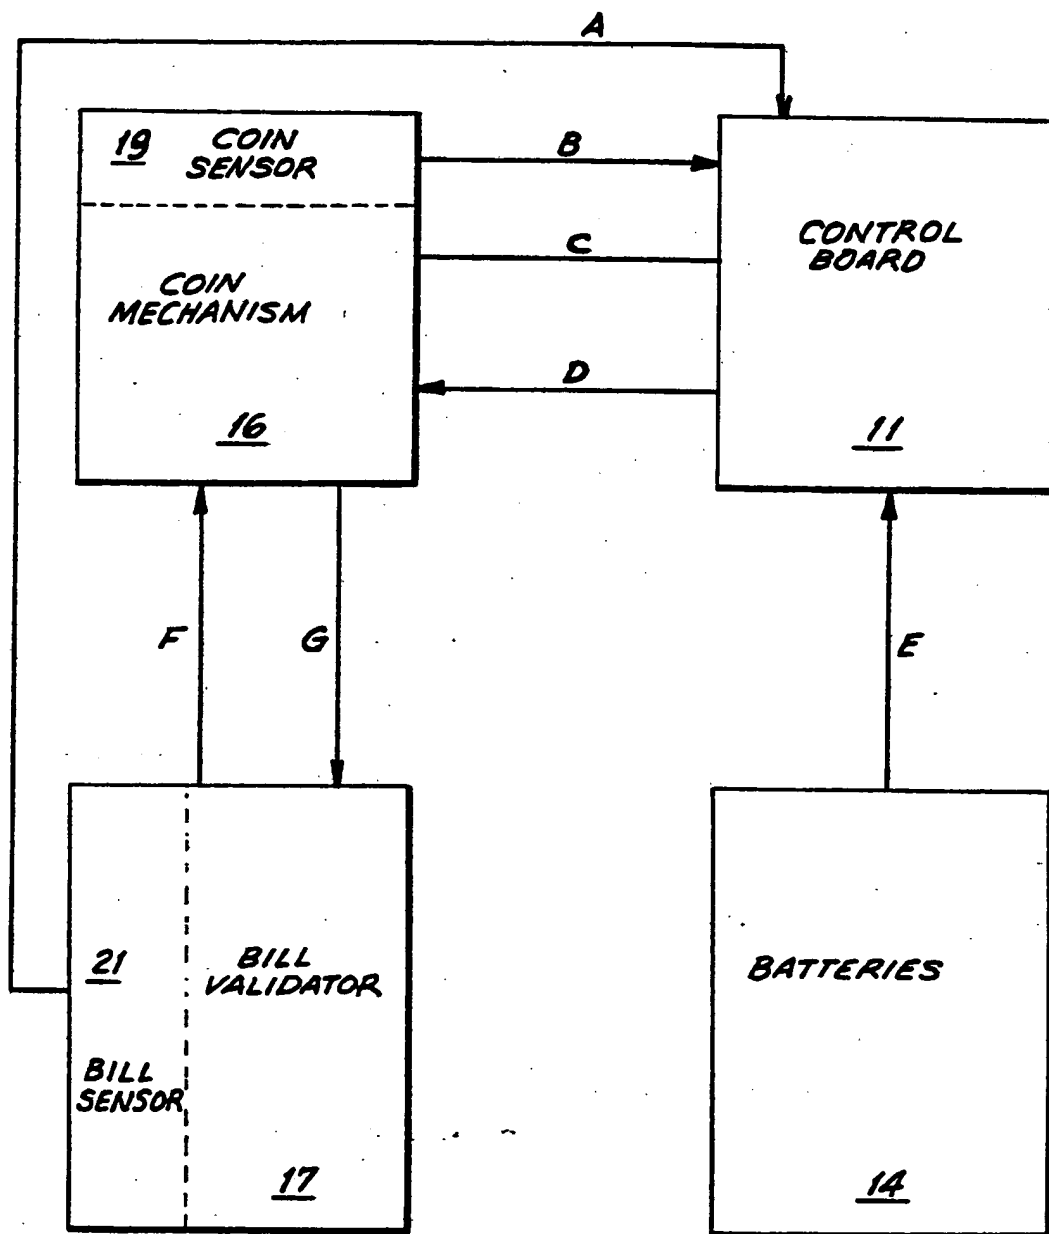 A
19 COIN
SENSOR
B
C
CONTROL
BOARD
COIN
MECHANISM
D
16
11
F
G
E
21
BILL
VALIDATOR
BATTERIES
BILL
SENSOR
17
14